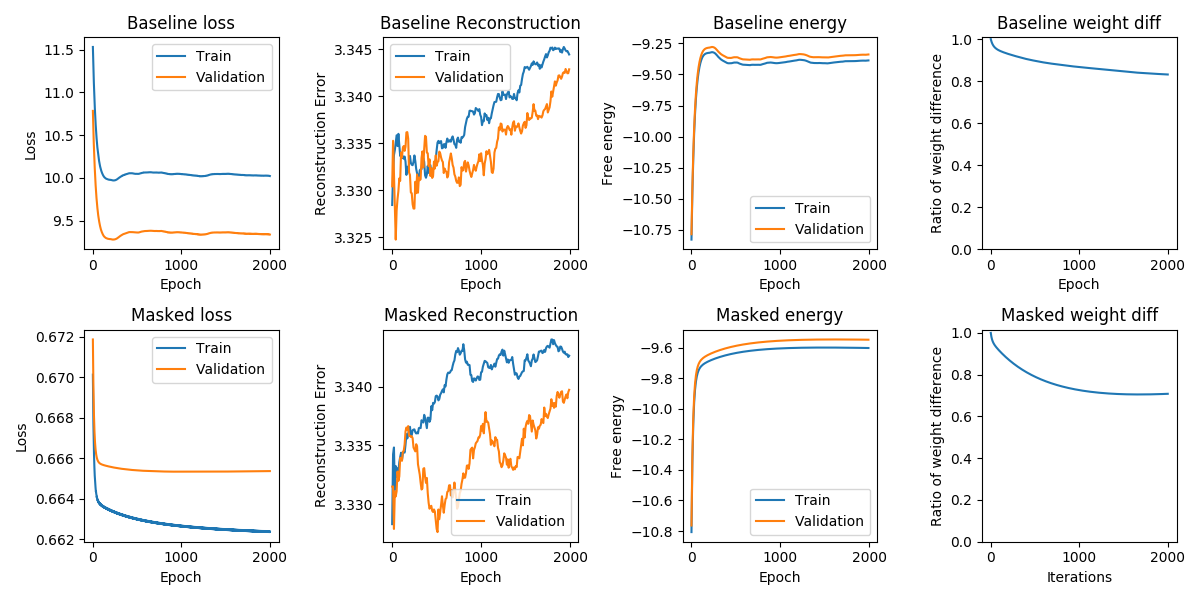 Baseline loss
Baseline Reconstruction
Baseline energy
Baseline weight diff
11.5
11.0
10.5
10.0
9.5
Loss
Train
Validation
0
1000
2000
Epoch
3.345
3.340
3.335
3.330
3.325
Reconstruction Error
Train
Validation
0
1000
2000
Epoch
−9.25
−9.50
−9.75
−10.00
−10.25
−10.50
−10.75
Free energy
Train
Validation
0
1000
2000
Epoch
1.0
0.8
0.6
0.4
0.2
0.0
Ratio of weight difference
0
1000
2000
Epoch
Masked loss
Masked Reconstruction
Masked energy
Masked weight diff
0.672
0.670
0.668
0.666
0.664
0.662
Loss
Train
Validation
0
1000
2000
Epoch
3.340
3.335
3.330
Reconstruction Error
Train
Validation
0
1000
2000
Epoch
−9.6
−9.8
−10.0
−10.2
−10.4
−10.6
−10.8
Free energy
Train
Validation
0
1000
2000
Epoch
1.0
0.8
0.6
0.4
0.2
0.0
Ratio of weight difference
0
1000
2000
Iterations